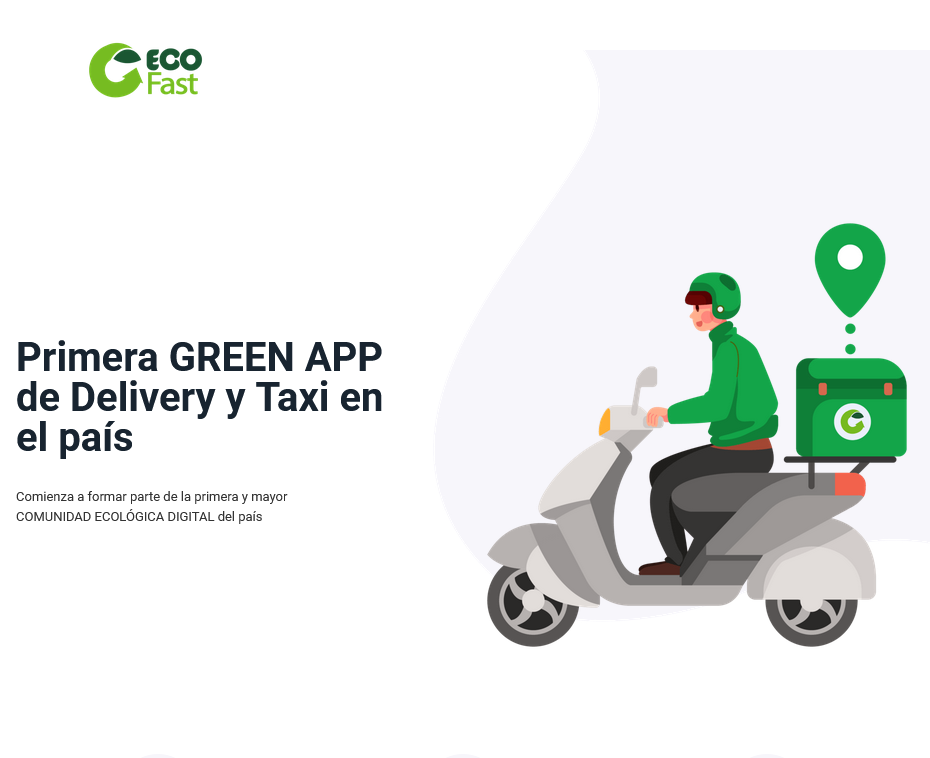 ECO
Fast
Primera GREEN APP
de Delivery y Taxi en
el país
Comienza a formar parte de la primera y mayor
COMUNIDAD ECOLÓGICA DIGITAL del país